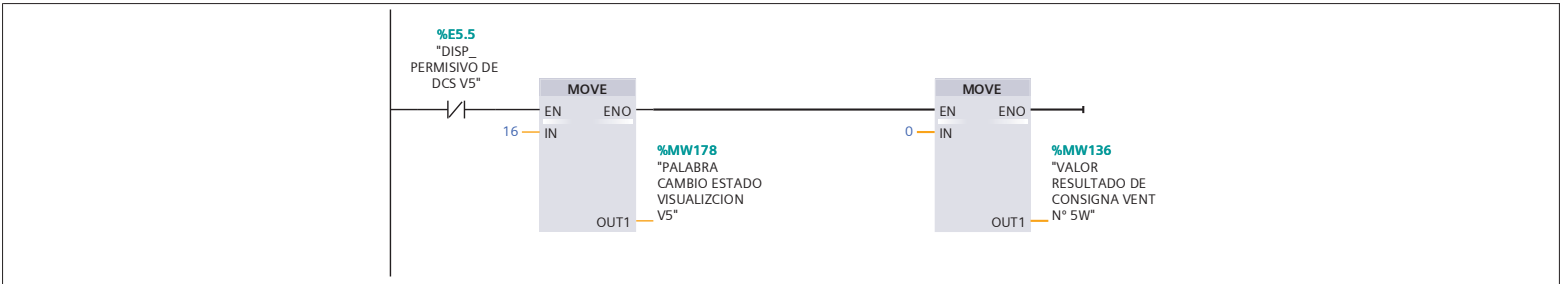 %E5.5
"DISP_
PERMISIVO DE
DCS V5"
MOVE
EN
ENO
16
IN
%MW178
"PALABRA
CAMBIO ESTADO
VISUALIZCION
V5"
OUT1
MOVE
EN
ENO
0
IN
%MW136
"VALOR
RESULTADO DE
CONSIGNA VENT
Nº 5W"
OUT1